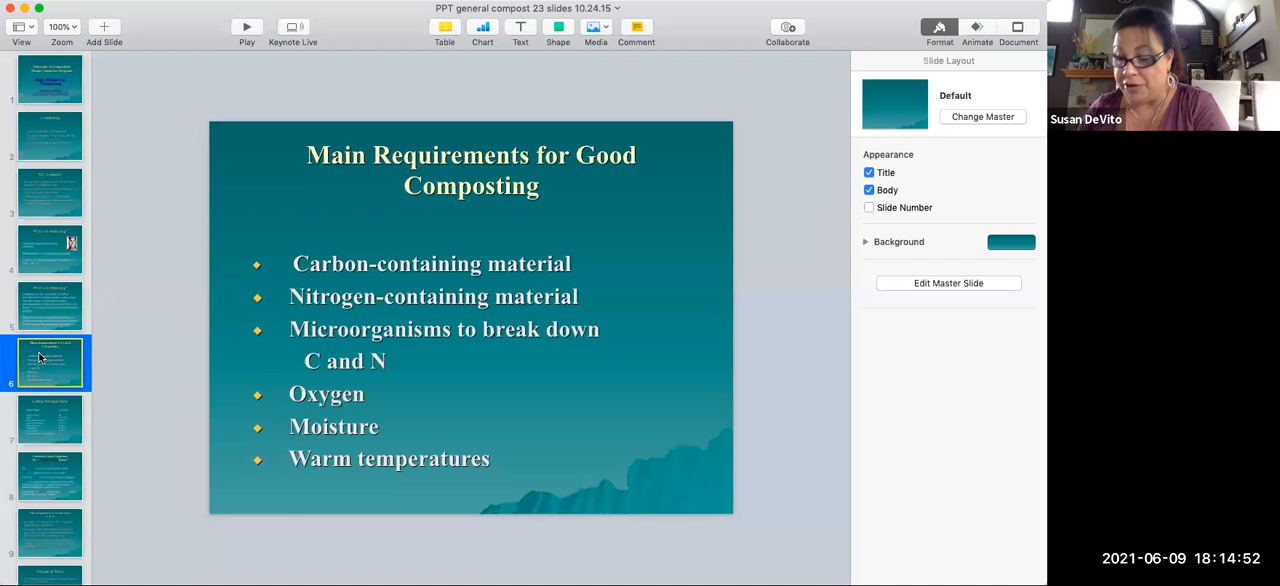 PPT general compost 23 slides 10.24.15
100%
View
Zoom
Add Slide
Play
Keynote Live
Table
Chart
Text
Shape
Media
Comment
Collaborate
Format
Animate
Document
1
2
3
4
5
6
7
8
9
Main Requirements for Good
Composting
Carbon-containing material
Nitrogen-containing material
Microorganisms to break down
C and N
Oxygen
Moisture
Warm temperatures
Slide Layout
Default
Change Master
Appearance
Title
Body
Slide Number
Background
Edit Master Slide
Susan DeVito
2021-06-09 18:14:52